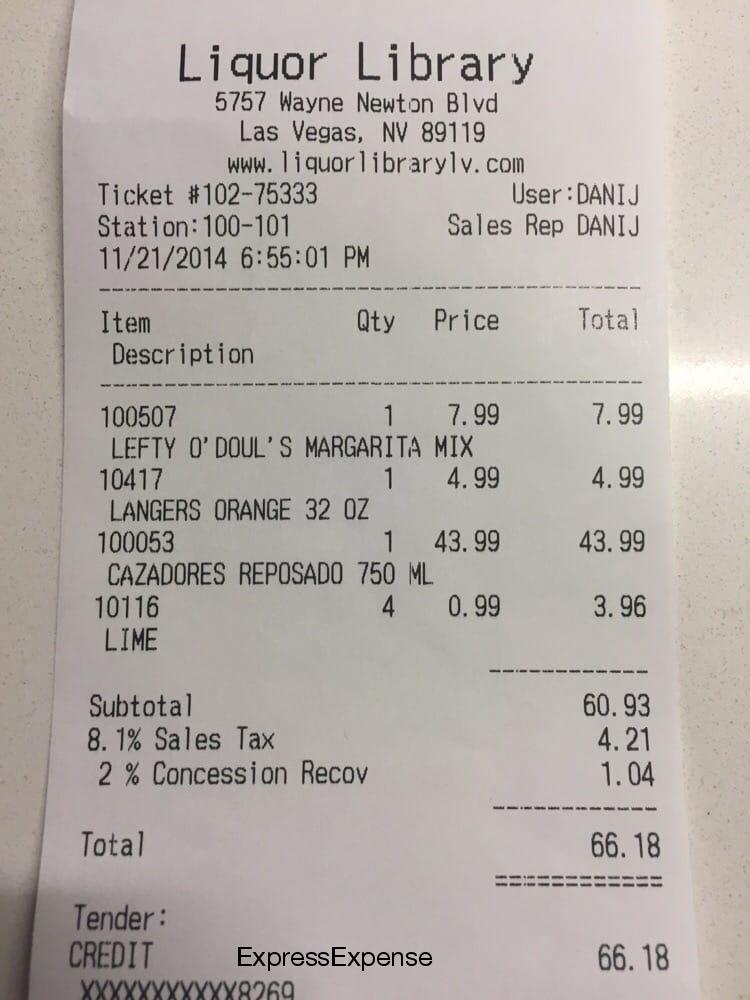 Liquor Library
5757 Wayne Newton Blvd
Las Vegas, NV 89119
www.liquorlibrarylv.com
Ticket #102-75333 User:DANIJ
Station:100-101 Sales Rep DANIJ
11/21/2014 6:55:01 PM
Item Qty Price Total
Description
100507 1 7.99 7.99
LEFTY O'DOUL'S MARGARITA MIX
10417 1 4.99 4.99
LANGERS ORANGE 32 OZ
100053 1 43.99 43.99
CAZADORES REPOSADO 750 ML
10116 4 0.99 3.96
LIME
Subtotal 60.93
8.1% Sales Tax 4.21
2 % Concession Recov 1.04
Total 66.18
Tender:
CREDIT ExpressExpense 66.18
XXXXXXXXXXXX8269